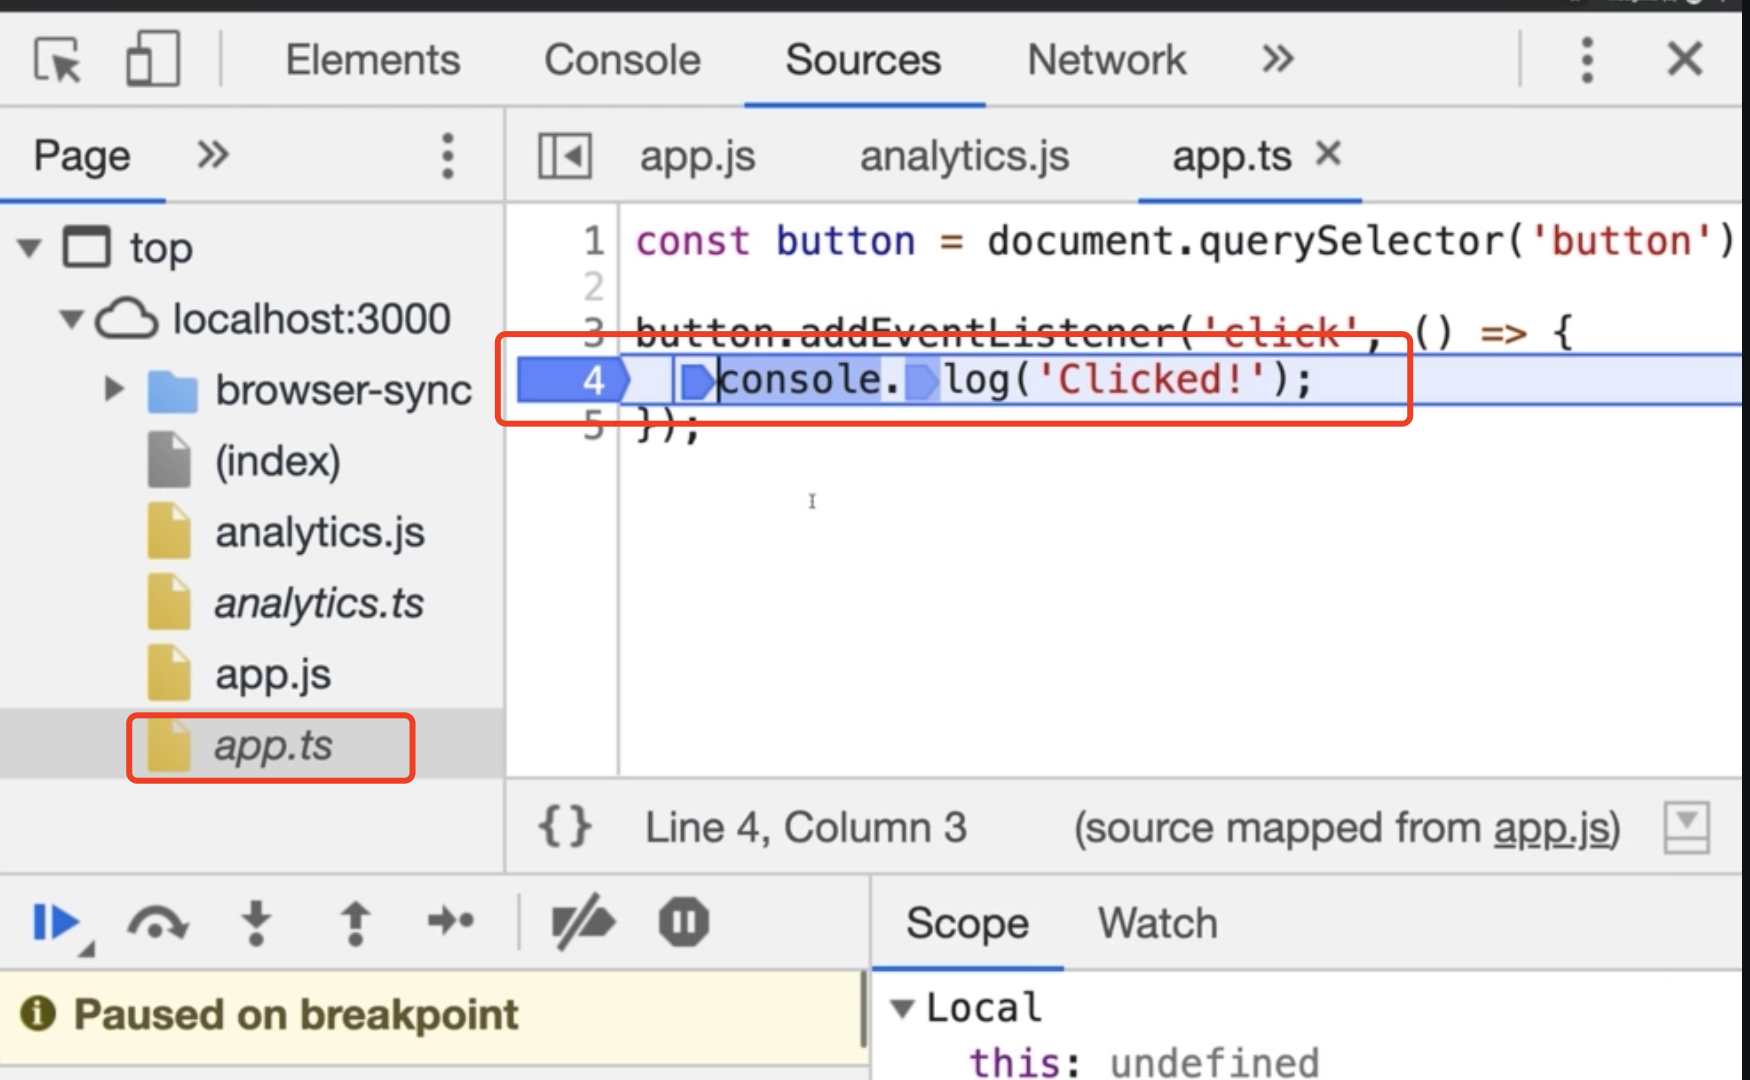 Elements Console Sources Network
Page
app.js analytics.js app.ts
top
localhost:3000
browser-sync
(index)
analytics.js
analytics.ts
app.js
app.ts
1 const button = document.querySelector('button')
2
3 button.addEventListener('click', () => {
4 console.log('Clicked!');
5 });
{} Line 4, Column 3 (source mapped from app.js)
Paused on breakpoint
Scope Watch
Local
this: undefined